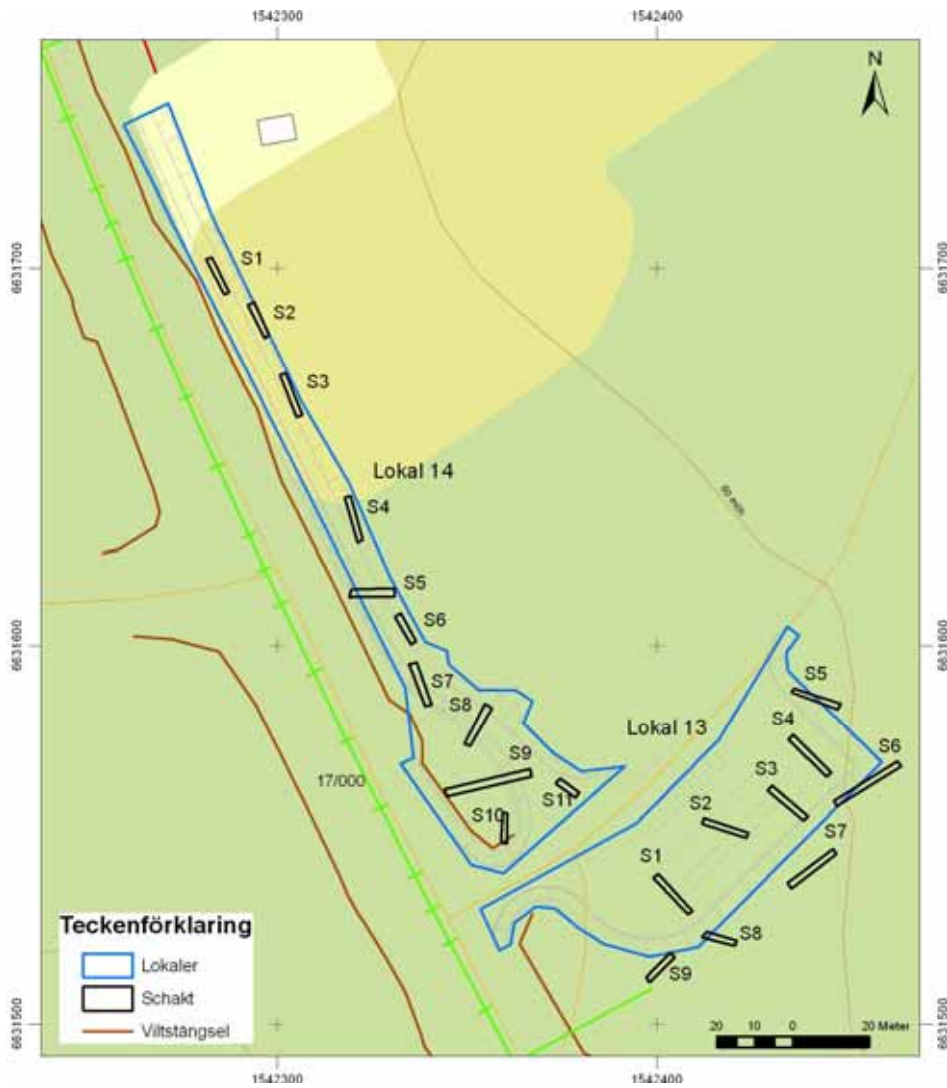 1542300
1542400
N
S1
6631700
6631700
S2
S3
Lokal 14
S4
S5
S6
6631600
6631600
S7
S5
S8
Lokal 13
S4
S9
S6
17/000
S3
S11
S2
S10
S7
S1
Teckenförklaring
S8
Lokaler
S9
Schakt
6631500
6631500
Viltstängsel
20 10 0 20 Meter
1542300
1542400